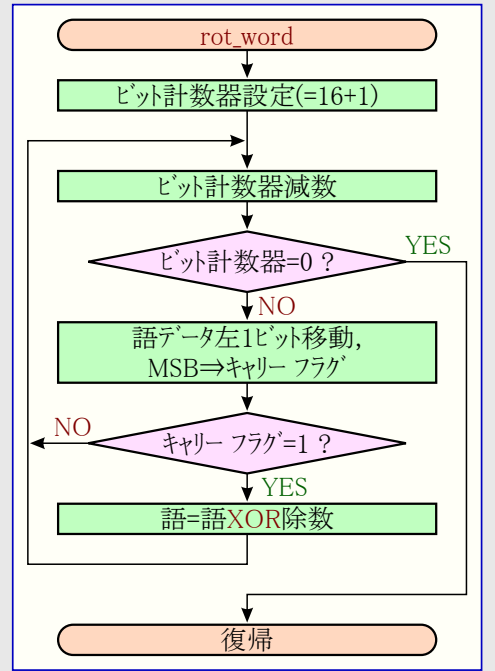 rot_word
ビット計数器設定(=16+1)
ビット計数器減数
ビット計数器=0 ?
YES
NO
語データ左1ビット移動,
MSB⇒キャリー フラグ
キャリー フラグ=1 ?
NO
YES
語=語XOR除数
復帰